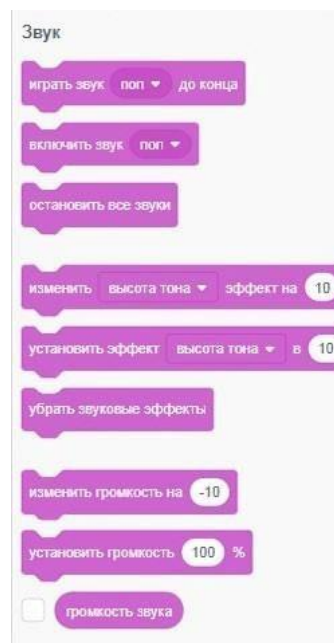 Звук
играть звук поп до конца
включить звук поп
остановить все звуки
изменить высота тона эффект на 10
установить эффект высота тона в 10
убрать звуковые эффекты
изменить громкость на -10
установить громкость 100 %
громкость звука